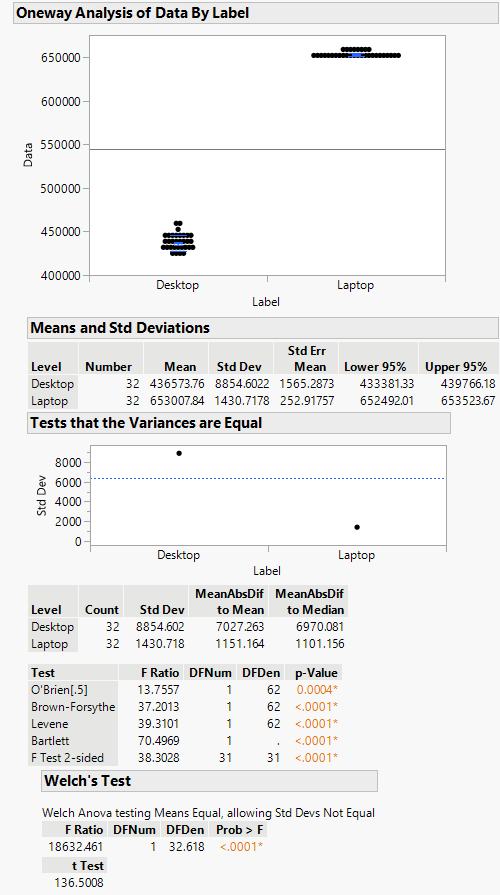 Oneway Analysis of Data By Label
Data
650000
600000
550000
500000
450000
400000
Desktop Laptop
Label
Means and Std Deviations
Level Number Mean Std Dev Std Err Mean Lower 95% Upper 95%
Desktop 32 436573.76 8854.6022 1565.2873 433381.33 439766.18
Laptop 32 653007.84 1430.7178 252.91757 652492.01 653523.67
Tests that the Variances are Equal
Std Dev
8000
6000
4000
2000
0
Desktop Laptop
Label
Level Count Std Dev MeanAbsDif to Mean MeanAbsDif to Median
Desktop 32 8854.602 7027.263 6970.081
Laptop 32 1430.718 1151.164 1101.156
Test F Ratio DFNum DFDen p-Value
O'Brien[.5] 13.7557 1 62 0.0004*
Brown-Forsythe 37.2013 1 62 <.0001*
Levene 39.3101 1 62 <.0001*
Bartlett 70.4969 1 . <.0001*
F Test 2-sided 38.3028 31 31 <.0001*
Welch's Test
Welch Anova testing Means Equal, allowing Std Devs Not Equal
F Ratio DFNum DFDen Prob > F
18632.461 1 32.618 <.0001*
t Test
136.5008